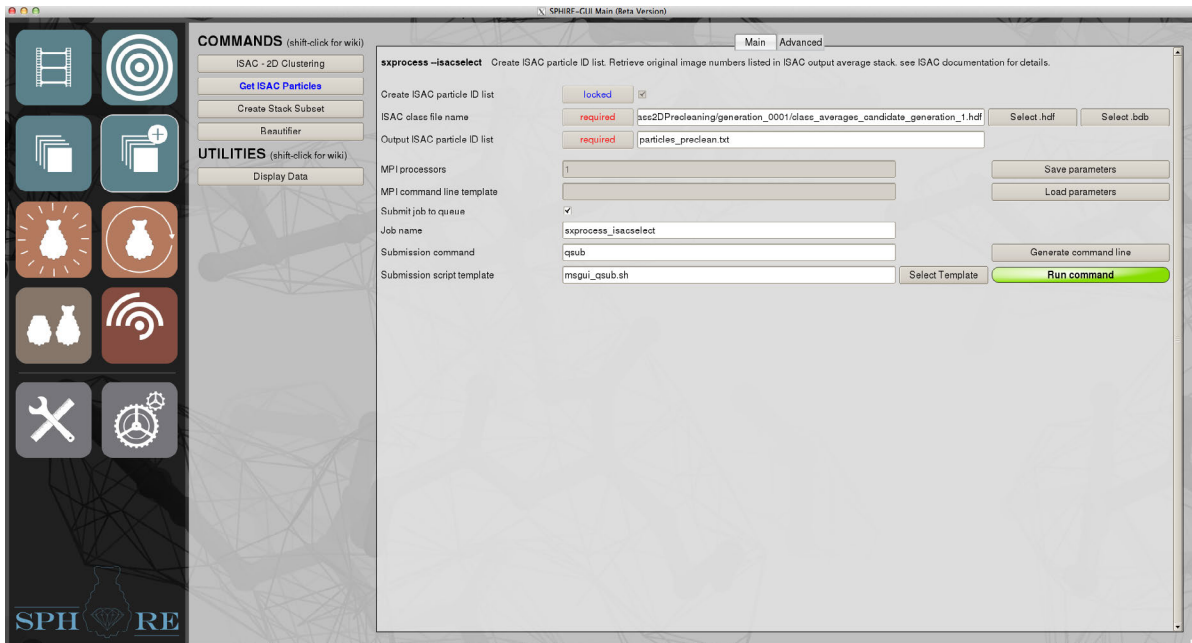 SPHIRE-GUI Main (Beta Version)
COMMANDS (shift-click for wiki)
ISAC - 2D Clustering
Get ISAC Particles
Create Stack Subset
Beautifier
UTILITIES (shift-click for wiki)
Display Data
Main Advanced
sxprocess --isacselect Create ISAC particle ID list. Retrieve original image numbers listed in ISAC output average stack. see ISAC documentation for details.
Create ISAC particle ID list locked
ISAC class file name required ass2DPrecleaning/generation_0001/class_averages_candidate_generation_1.hdf Select .hdf Select .bdb
Output ISAC particle ID list required particles_preclean.txt
MPI processors 1 Save parameters
MPI command line template Load parameters
Submit job to queue
Job name sxprocess_isacselect
Submission command qsub Generate command line
Submission script template msgui_qsub.sh Select Template Run command
SPH RE